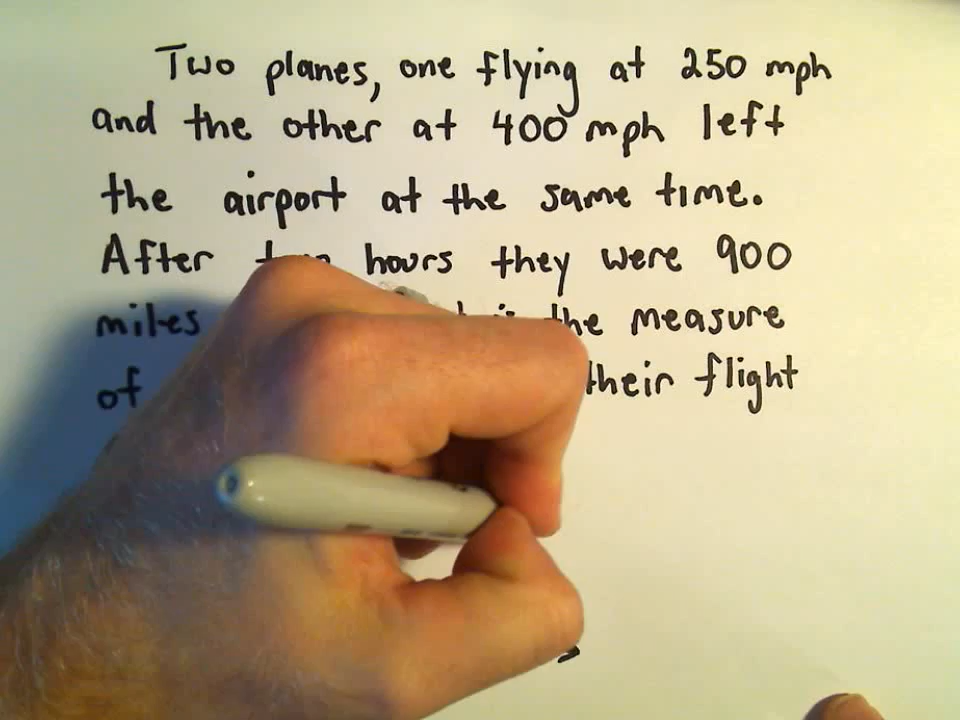 Two planes, one flying at 250 mph
and the other at 400 mph left
the airport at the same time.
After hours they were 900
miles the measure
of their flight